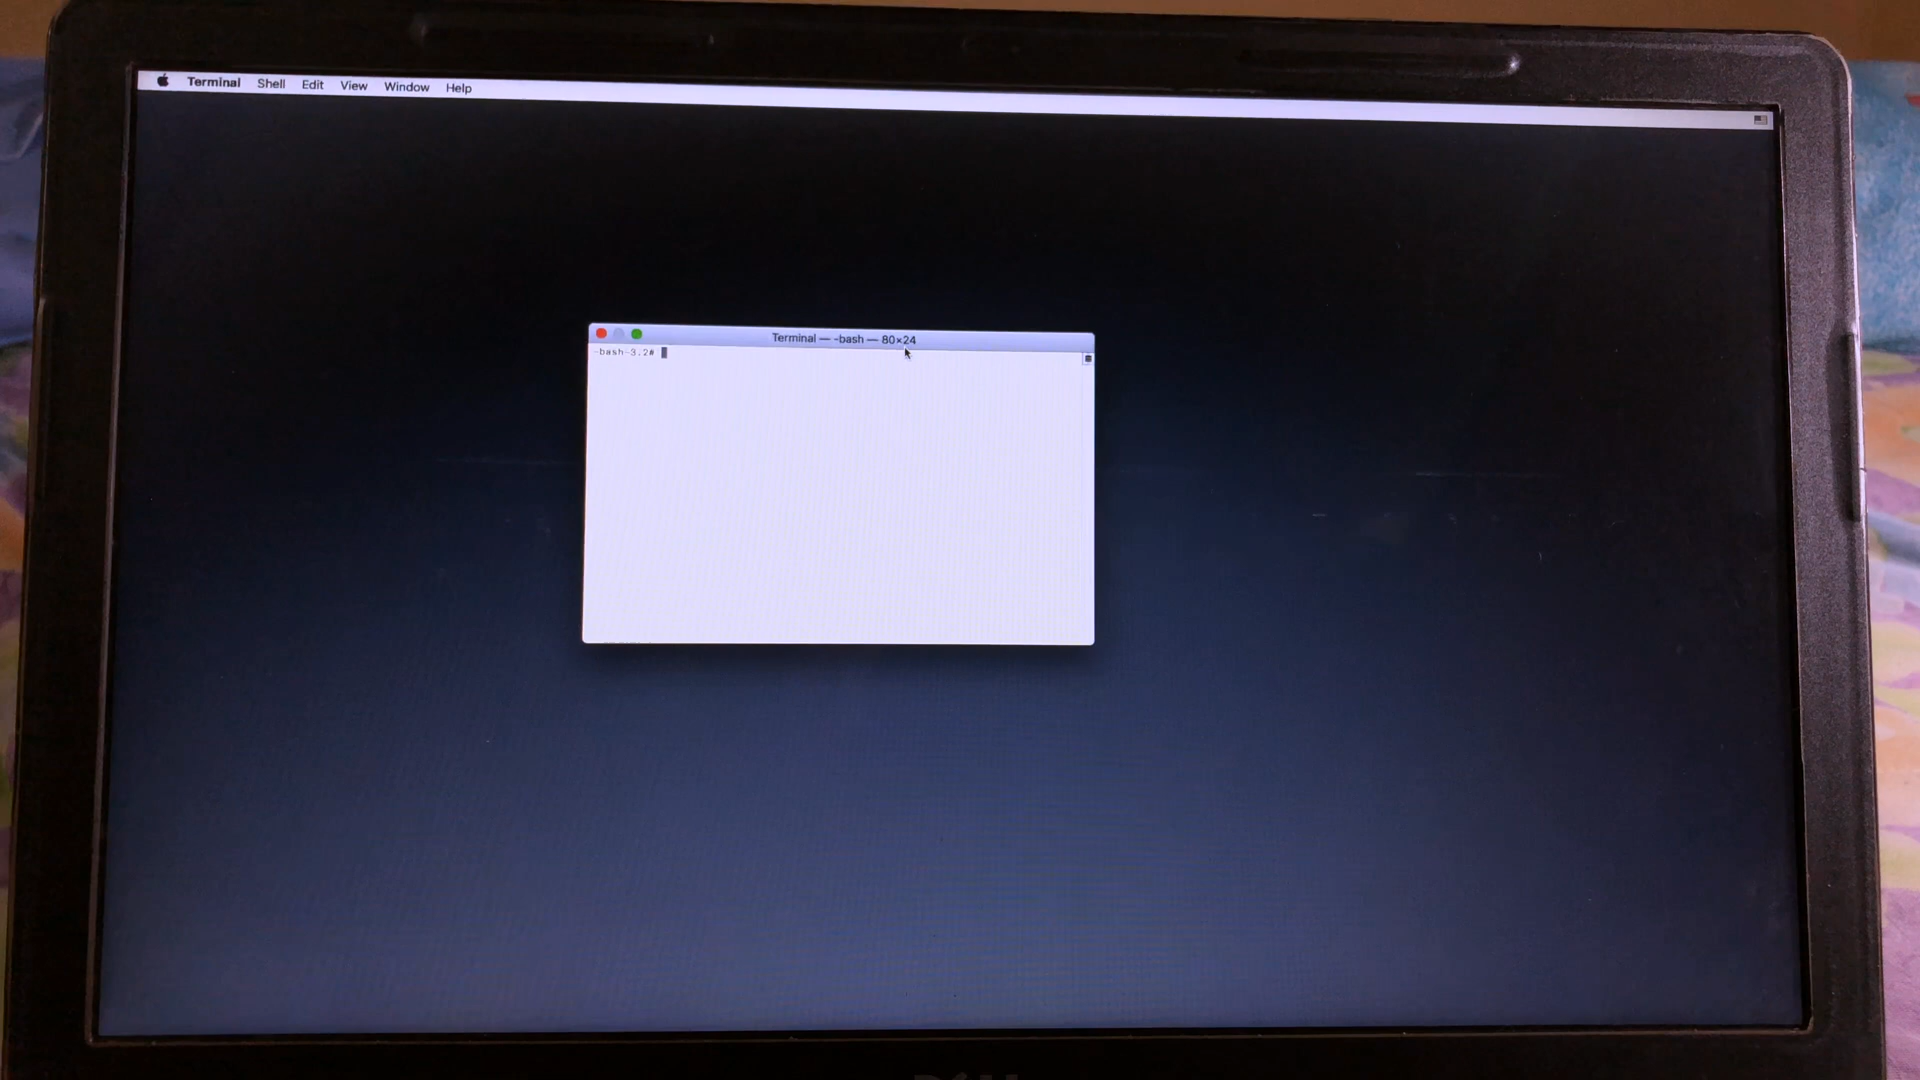 Terminal Shell Edit View Window Help
Terminal — -bash — 80×24
-bash-3.2#